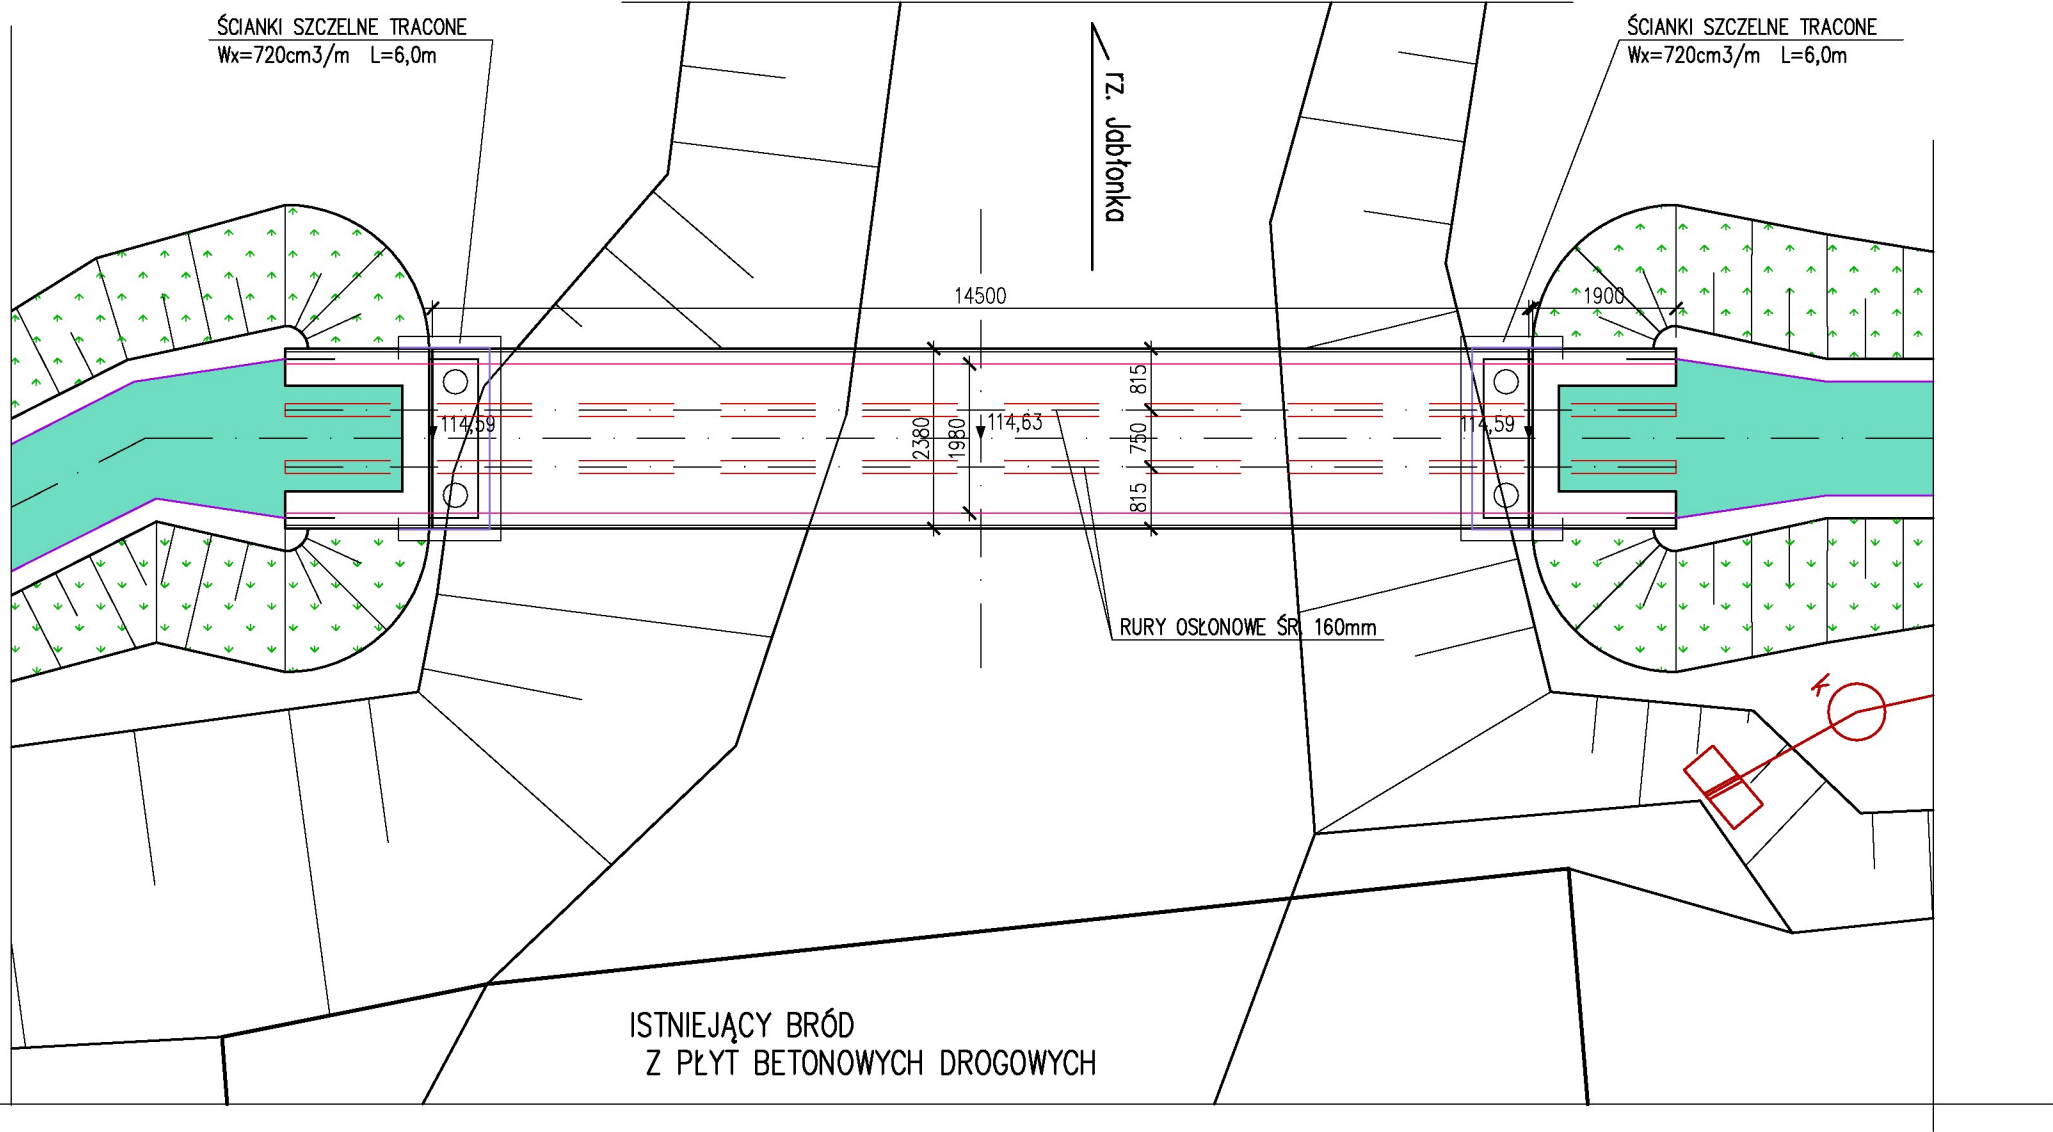 ŚCIANKI SZCZELNE TRACONE
Wx=720cm3/m L=6,0m
ŚCIANKI SZCZELNE TRACONE
Wx=720cm3/m L=6,0m
rz. Jabłonka
14500
1900
815
114,59
2380
1980
114,63
750
114,59
815
RURY OSŁONOWE ŚR. 160mm
K
ISTNIEJĄCY BRÓD
Z PŁYT BETONOWYCH DROGOWYCH